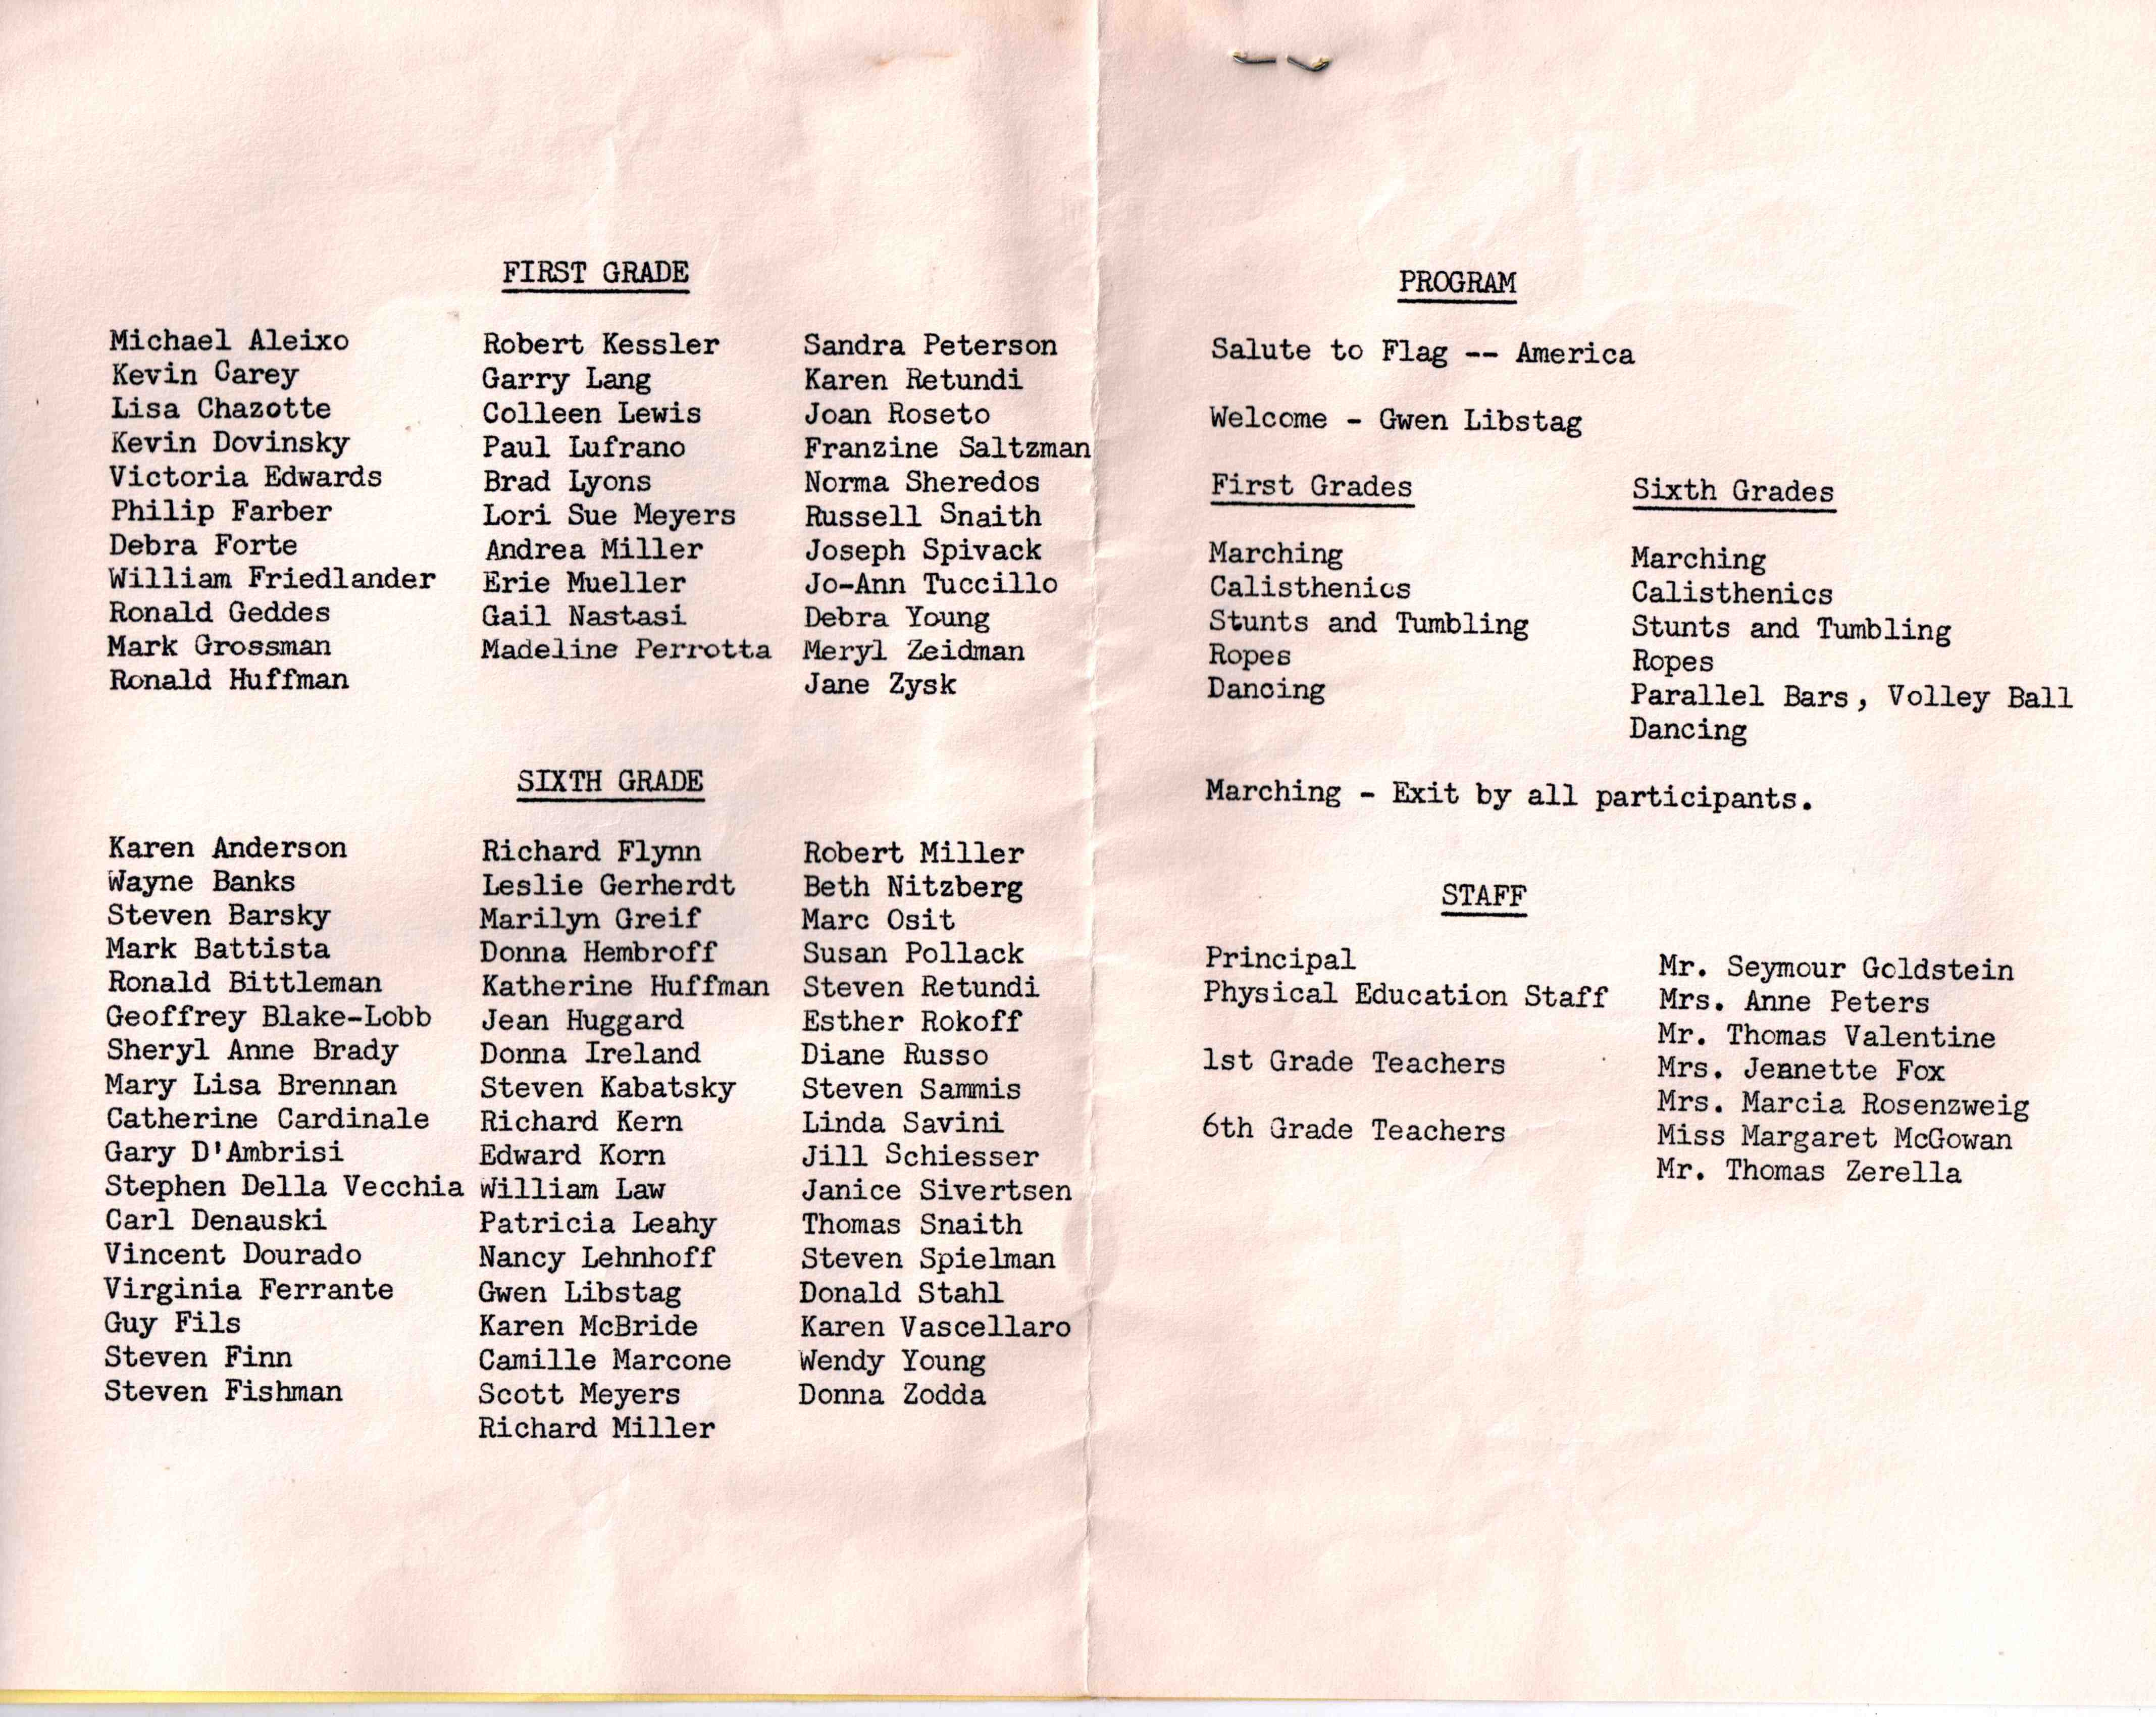 FIRST GRADE
Michael Aleixo
Kevin Carey
Lisa Chazotte
Kevin Dovinsky
Victoria Edwards
Philip Farber
Debra Forte
William Friedlander
Ronald Geddes
Mark Grossman
Ronald Huffman
Robert Kessler
Garry Lang
Colleen Lewis
Paul Lufrano
Brad Lyons
Lori Sue Meyers
Andrea Miller
Erie Mueller
Gail Nastasi
Madeline Perrotta
Sandra Peterson
Karen Retundi
Joan Roseto
Franzine Saltzman
Norma Sheredos
Russell Snaith
Joseph Spivack
Jo-Ann Tuccillo
Debra Young
Meryl Zeidman
Jane Zysk
SIXTH GRADE
Karen Anderson
Wayne Banks
Steven Barsky
Mark Battista
Ronald Bittleman
Geoffrey Blake-Lobb
Sheryl Anne Brady
Mary Lisa Brennan
Catherine Cardinale
Gary D'Ambrisi
Stephen Della Vecchia
Carl Denauski
Vincent Dourado
Virginia Ferrante
Guy Fils
Steven Finn
Steven Fishman
Richard Flynn
Leslie Gerherdt
Marilyn Greif
Donna Hembroff
Katherine Huffman
Jean Huggard
Donna Ireland
Steven Kabatsky
Richard Kern
Edward Korn
William Law
Patricia Leahy
Nancy Lehnhoff
Gwen Libstag
Karen McBride
Camille Marcone
Scott Meyers
Richard Miller
Robert Miller
Beth Nitzberg
Marc Osit
Susan Pollack
Steven Retundi
Esther Rokoff
Diane Russo
Steven Sammis
Linda Savini
Jill Schiesser
Janice Sivertsen
Thomas Snaith
Steven Spielman
Donald Stahl
Karen Vascellaro
Wendy Young
Donna Zodda
PROGRAM
Salute to Flag -- America
Welcome - Gwen Libstag
First Grades
Marching
Calisthenics
Stunts and Tumbling
Ropes
Dancing
Sixth Grades
Marching
Calisthenics
Stunts and Tumbling
Ropes
Parallel Bars, Volley Ball
Dancing
Marching - Exit by all participants.
STAFF
Principal Mr. Seymour Goldstein
Physical Education Staff Mrs. Anne Peters
Mr. Thomas Valentine
1st Grade Teachers Mrs. Jeannette Fox
Mrs. Marcia Rosenzweig
6th Grade Teachers Miss Margaret McGowan
Mr. Thomas Zerella